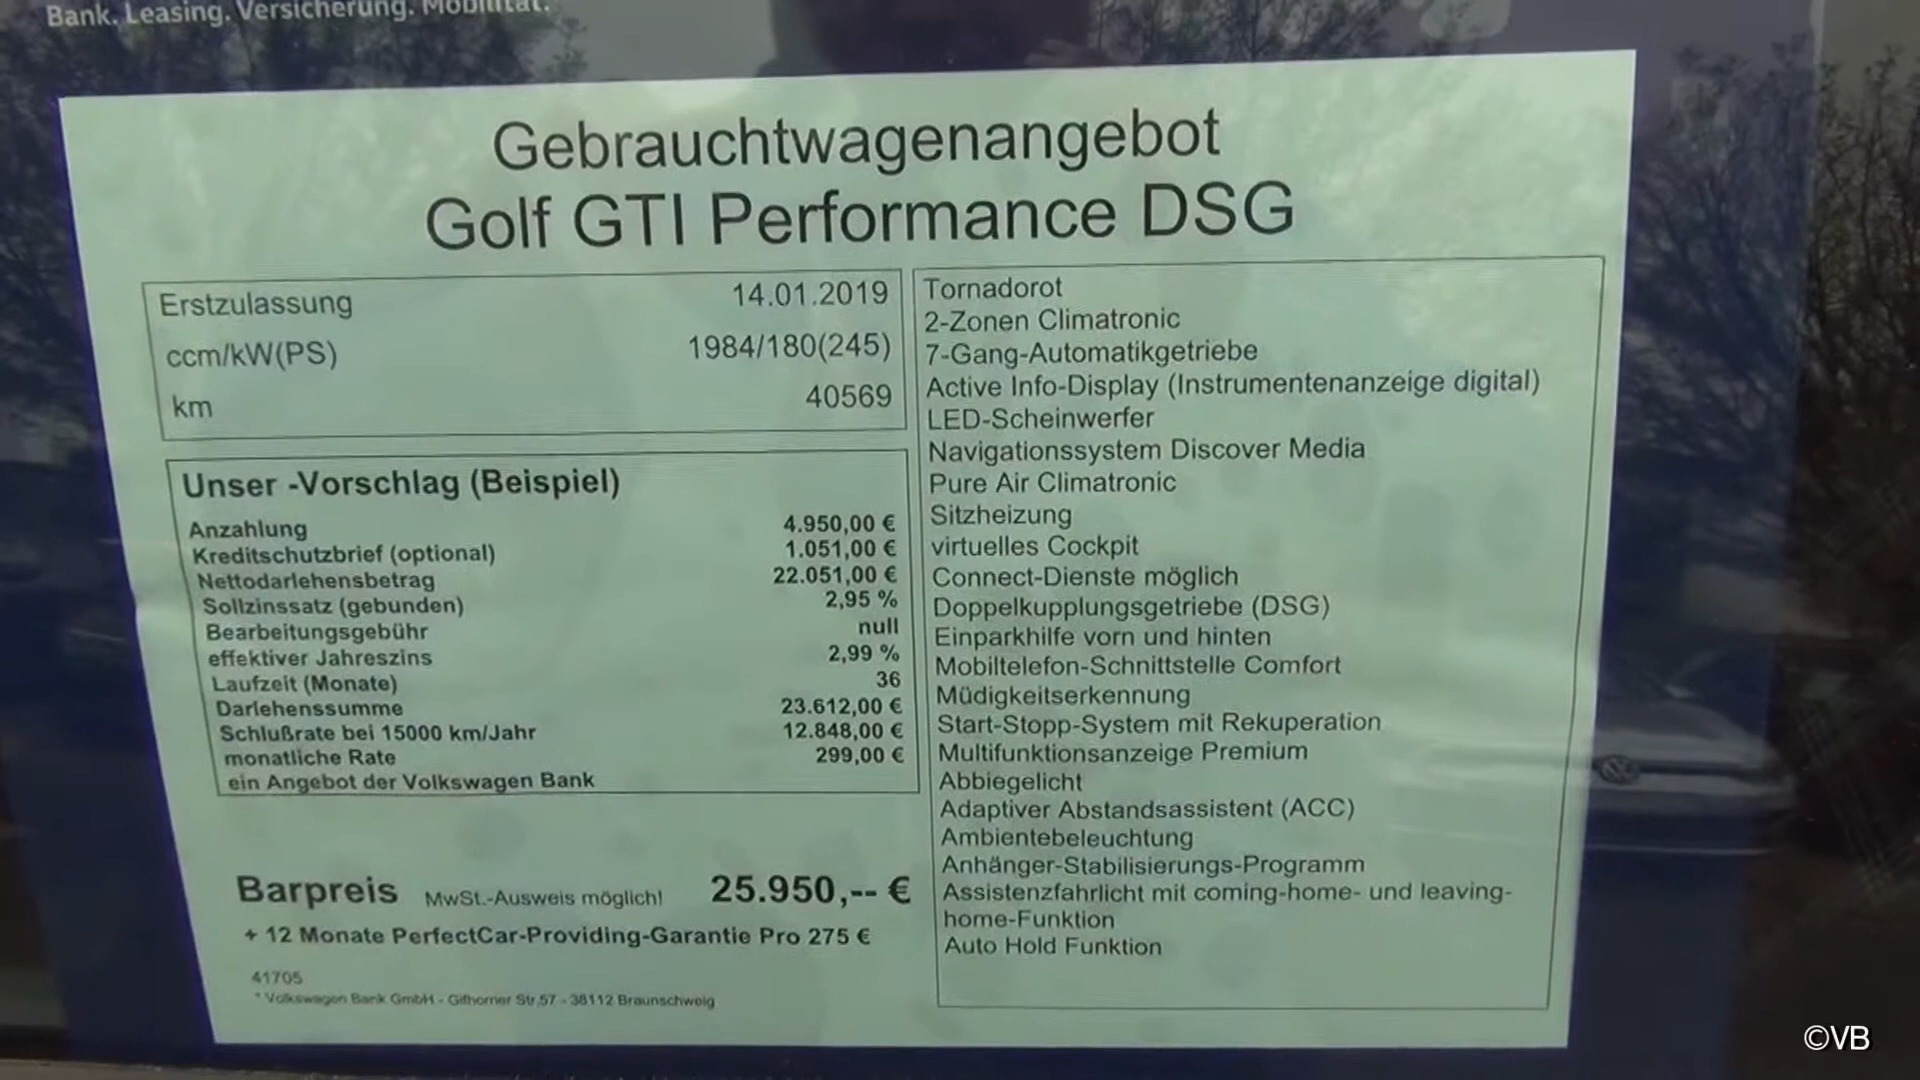 Bank. Leasing. Versicherung. Mobilität.
Gebrauchtwagenangebot
Golf GTI Performance DSG
Erstzulassung 14.01.2019
ccm/kW(PS) 1984/180(245)
km 40569
Unser -Vorschlag (Beispiel)
Anzahlung 4.950,00 €
Kreditschutzbrief (optional) 1.051,00 €
Nettodarlehensbetrag 22.051,00 €
Sollzinssatz (gebunden) 2,95 %
Bearbeitungsgebühr null
effektiver Jahreszins 2,99 %
Laufzeit (Monate) 36
Darlehenssumme 23.612,00 €
Schlußrate bei 15000 km/Jahr 12.848,00 €
monatliche Rate 299,00 €
ein Angebot der Volkswagen Bank
Barpreis MwSt.-Ausweis möglich! 25.950,-- €
+ 12 Monate PerfectCar-Providing-Garantie Pro 275 €
41705
* Volkswagen Bank GmbH - Gifhorner Str.57 - 38112 Braunschweig
Tornadorot
2-Zonen Climatronic
7-Gang-Automatikgetriebe
Active Info-Display (Instrumentenanzeige digital)
LED-Scheinwerfer
Navigationssystem Discover Media
Pure Air Climatronic
Sitzheizung
virtuelles Cockpit
Connect-Dienste möglich
Doppelkupplungsgetriebe (DSG)
Einparkhilfe vorn und hinten
Mobiltelefon-Schnittstelle Comfort
Müdigkeitserkennung
Start-Stopp-System mit Rekuperation
Multifunktionsanzeige Premium
Abbiegelicht
Adaptiver Abstandsassistent (ACC)
Ambientebeleuchtung
Anhänger-Stabilisierungs-Programm
Assistenzfahrlicht mit coming-home- und leaving-
home-Funktion
Auto Hold Funktion
©VB